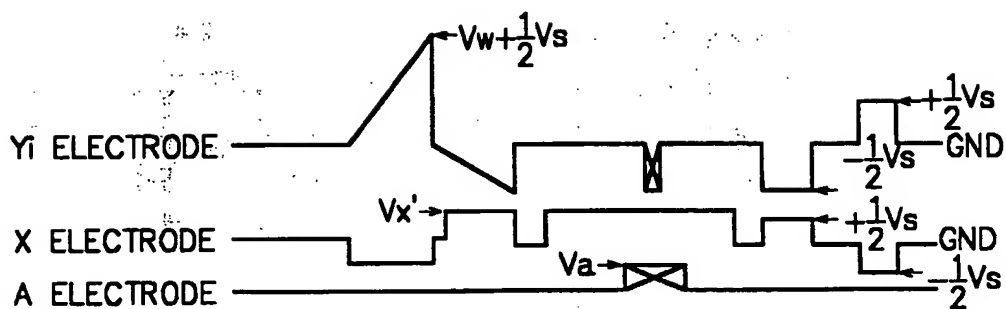 Vw+1/2Vs
+1/2Vs
Yi ELECTRODE
GND
-1/2Vs
Vx'
+1/2Vs
X ELECTRODE
GND
Va
-1/2Vs
A ELECTRODE